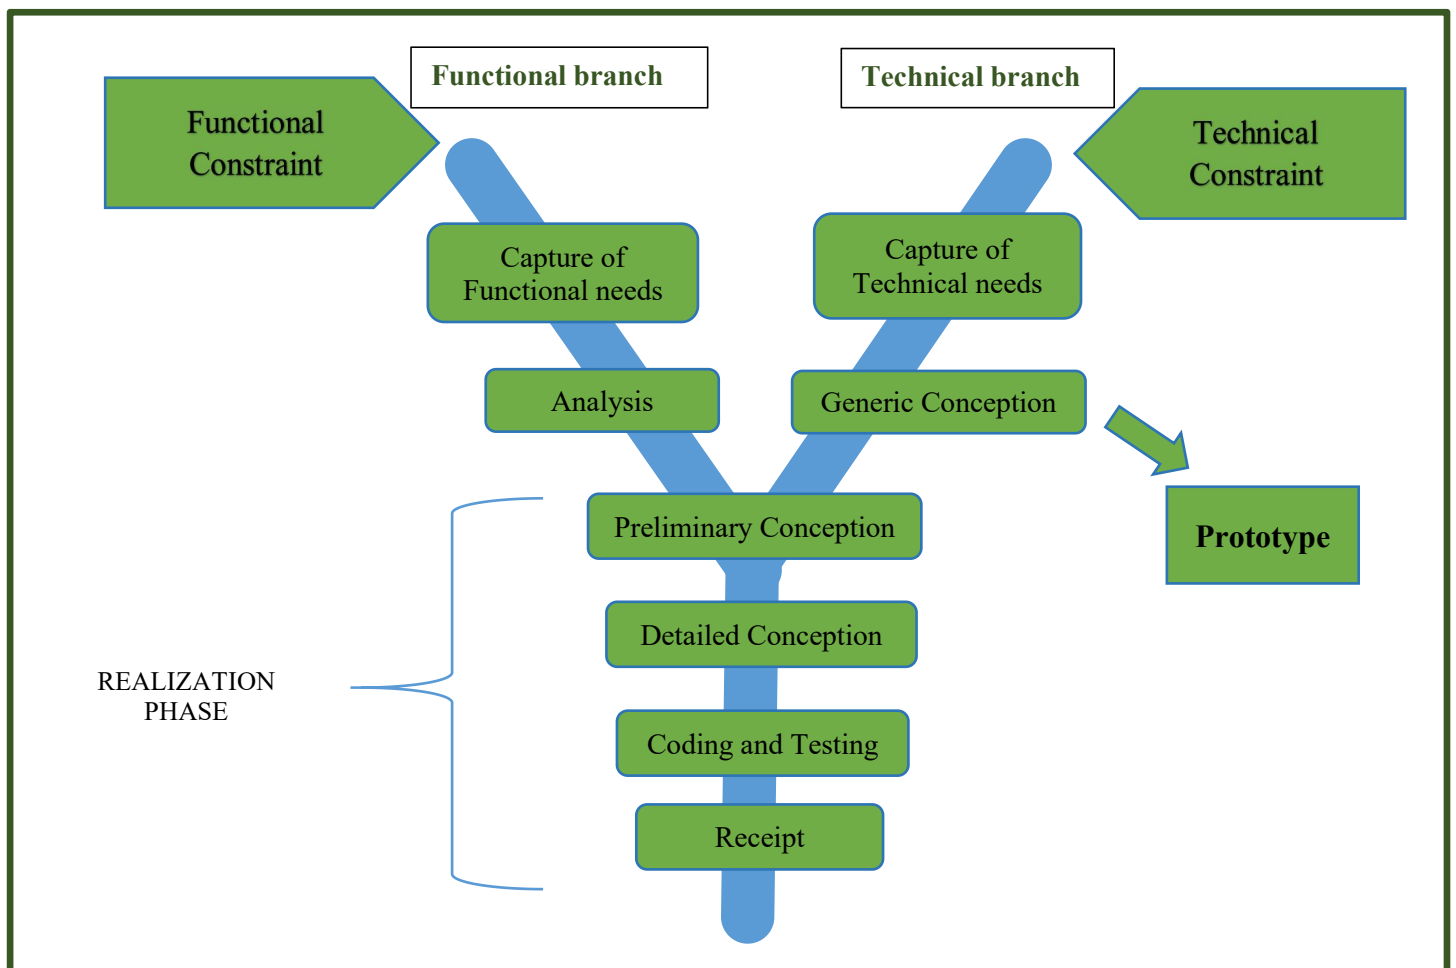 Functional branch
Technical branch
Functional
Constraint
Technical
Constraint
Capture of
Functional needs
Capture of
Technical needs
Analysis
Generic Conception
Preliminary Conception
Prototype
Detailed Conception
REALIZATION
PHASE
Coding and Testing
Receipt